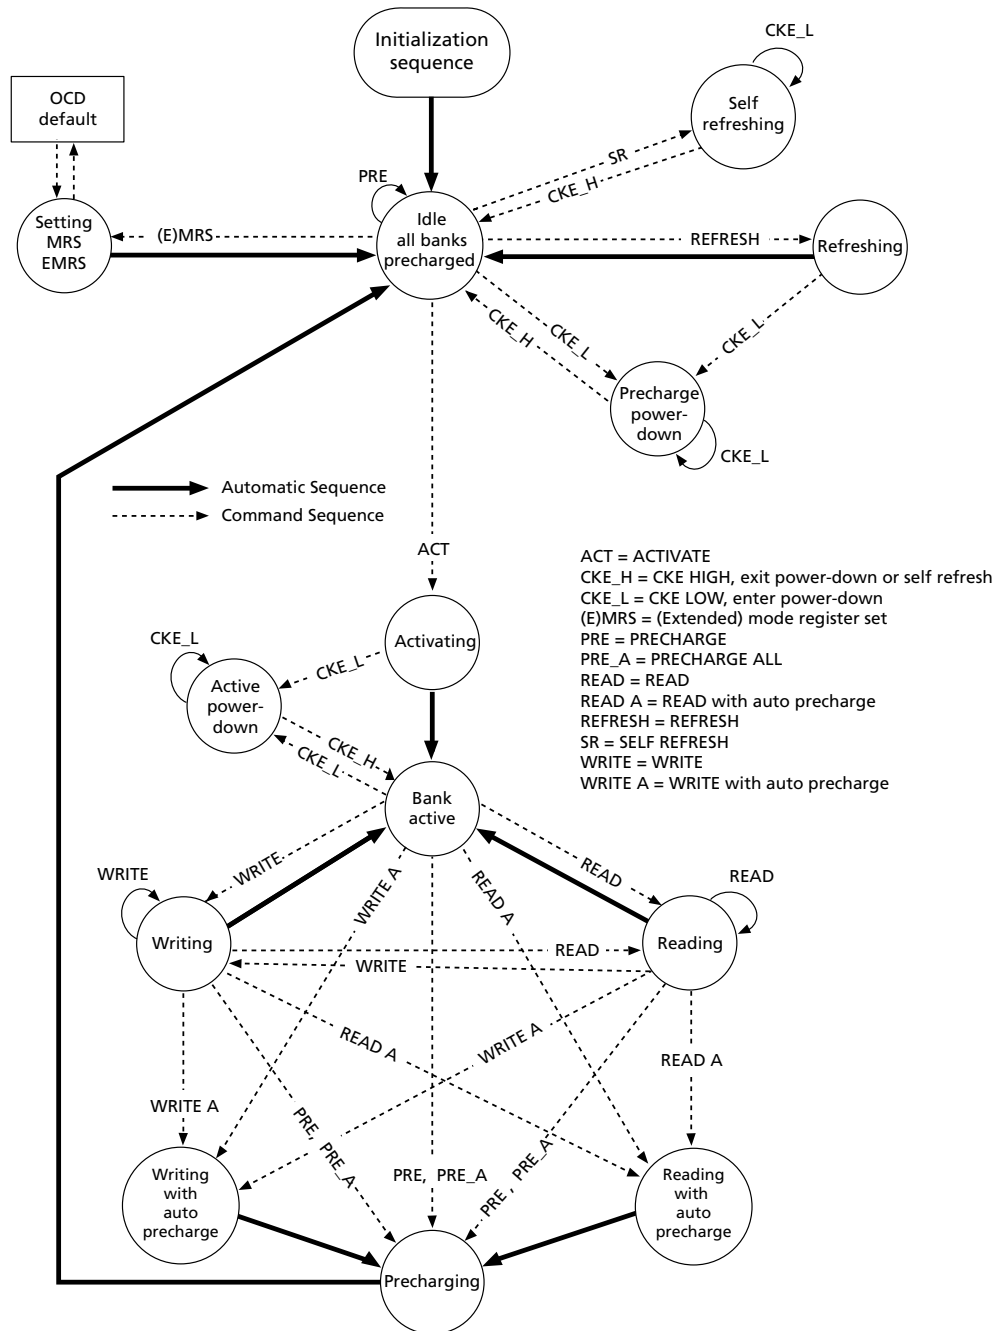 Initialization
sequence
CKE_L
OCD
default
Self
refreshing
SR
CKE_H
PRE
Setting
MRS
EMRS
(E)MRS
Idle
all banks
precharged
REFRESH
Refreshing
CKE_H
CKE_L
CKE_L
Precharge
power-
down
CKE_L
Automatic Sequence
Command Sequence
ACT
ACT = ACTIVATE
CKE_H = CKE HIGH, exit power-down or self refresh
CKE_L = CKE LOW, enter power-down
(E)MRS = (Extended) mode register set
PRE = PRECHARGE
PRE_A = PRECHARGE ALL
READ = READ
READ A = READ with auto precharge
REFRESH = REFRESH
SR = SELF REFRESH
WRITE = WRITE
WRITE A = WRITE with auto precharge
Activating
CKE_L
CKE_L
Active
power-
down
CKE_H
CKE_L
Bank
active
WRITE
WRITE
WRITE A
READ A
READ
READ
Writing
READ
WRITE
Reading
READ A
WRITE A
READ A
WRITE A
PRE, PRE_A
PRE, PRE_A
PRE , PRE_A
Writing
with
auto
precharge
Reading
with
auto
precharge
Precharging